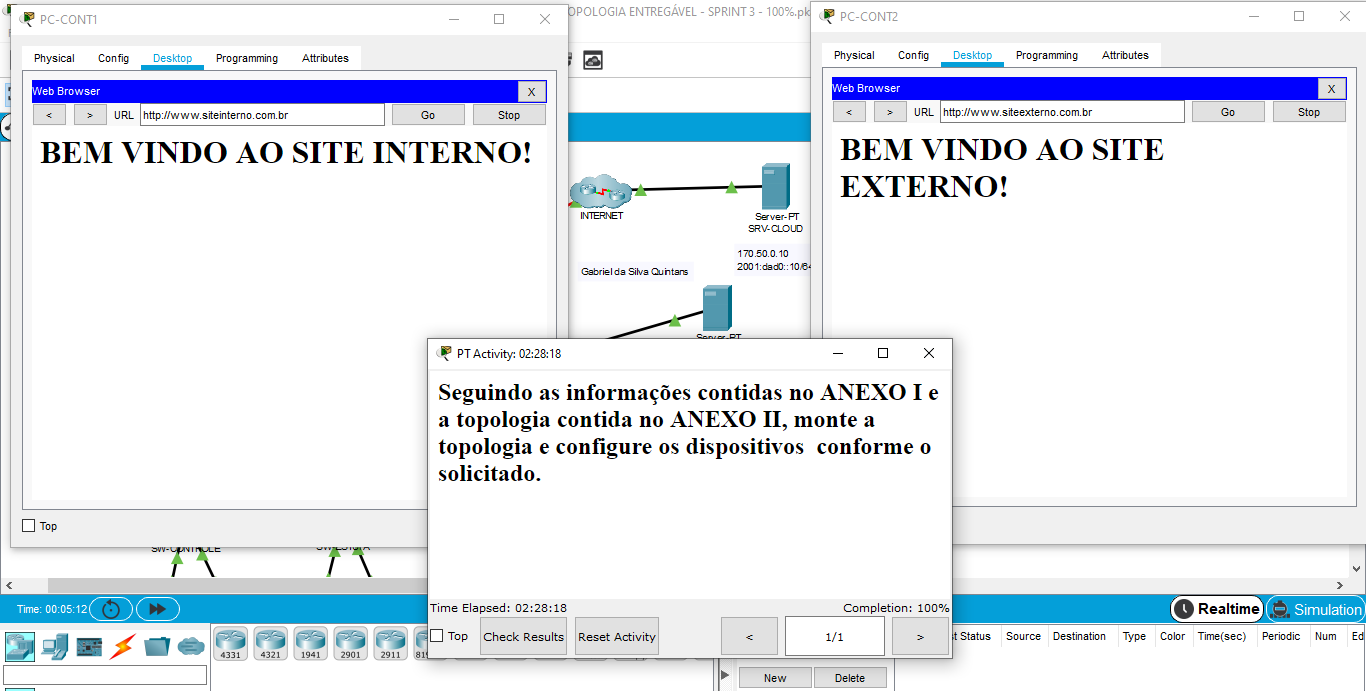 PC-CONT1
Physical Config Desktop Programming Attributes
Web Browser X
< > URL http://www.siteinterno.com.br Go Stop
BEM VINDO AO SITE INTERNO!
Top
OPOLOGIA ENTREGÁVEL - SPRINT 3 - 100%.pk
INTERNET
Server-PT
SRV-CLOUD
170.50.0.10
2001:dad0::10/64
Gabriel da Silva Quintans
Server-PT
PC-CONT2
Physical Config Desktop Programming Attributes
Web Browser X
< > URL http://www.siteexterno.com.br Go Stop
BEM VINDO AO SITE
EXTERNO!
PT Activity: 02:28:18
Seguindo as informações contidas no ANEXO I e
a topologia contida no ANEXO II, monte a
topologia e configure os dispositivos  conforme o
solicitado.
Time Elapsed: 02:28:18 Completion: 100%
Top Check Results Reset Activity < 1/1 >
SW-CONTROLE
Time: 00:05:12
Realtime Simulation
4331 4321 1941 2901 2911
t Status Source Destination Type Color Time(sec) Periodic Num Ed
New Delete